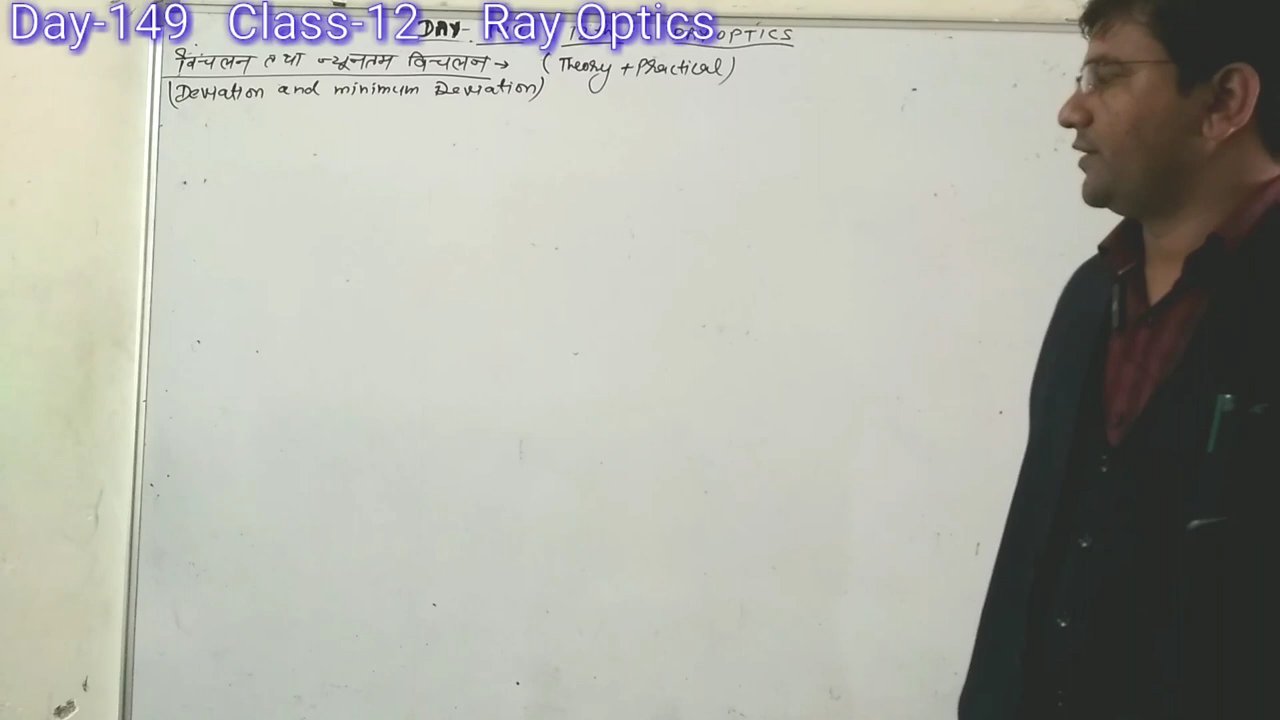 Day-149 Class-12 Ray Optics
DAY- OPTICS
विचलन तथा न्यूनतम विचलन → (Theory + Practical)
(Deviation and minimum Deviation)